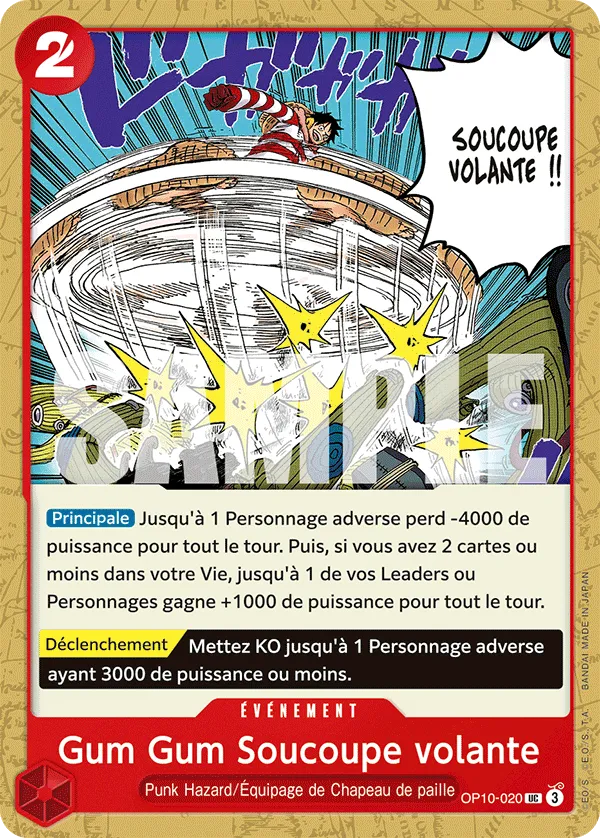 2
SOUCOUPE
VOLANTE !!
SAMPLE
Principale Jusqu'à 1 Personnage adverse perd -4000 de
puissance pour tout le tour. Puis, si vous avez 2 cartes ou
moins dans votre Vie, jusqu'à 1 de vos Leaders ou
Personnages gagne +1000 de puissance pour tout le tour.
Déclenchement Mettez KO jusqu'à 1 Personnage adverse
ayant 3000 de puissance ou moins.
ÉVÉNEMENT
Gum Gum Soucoupe volante
Punk Hazard/Équipage de Chapeau de paille
OP10-020 UC 3
BANDAI MADE IN JAPAN